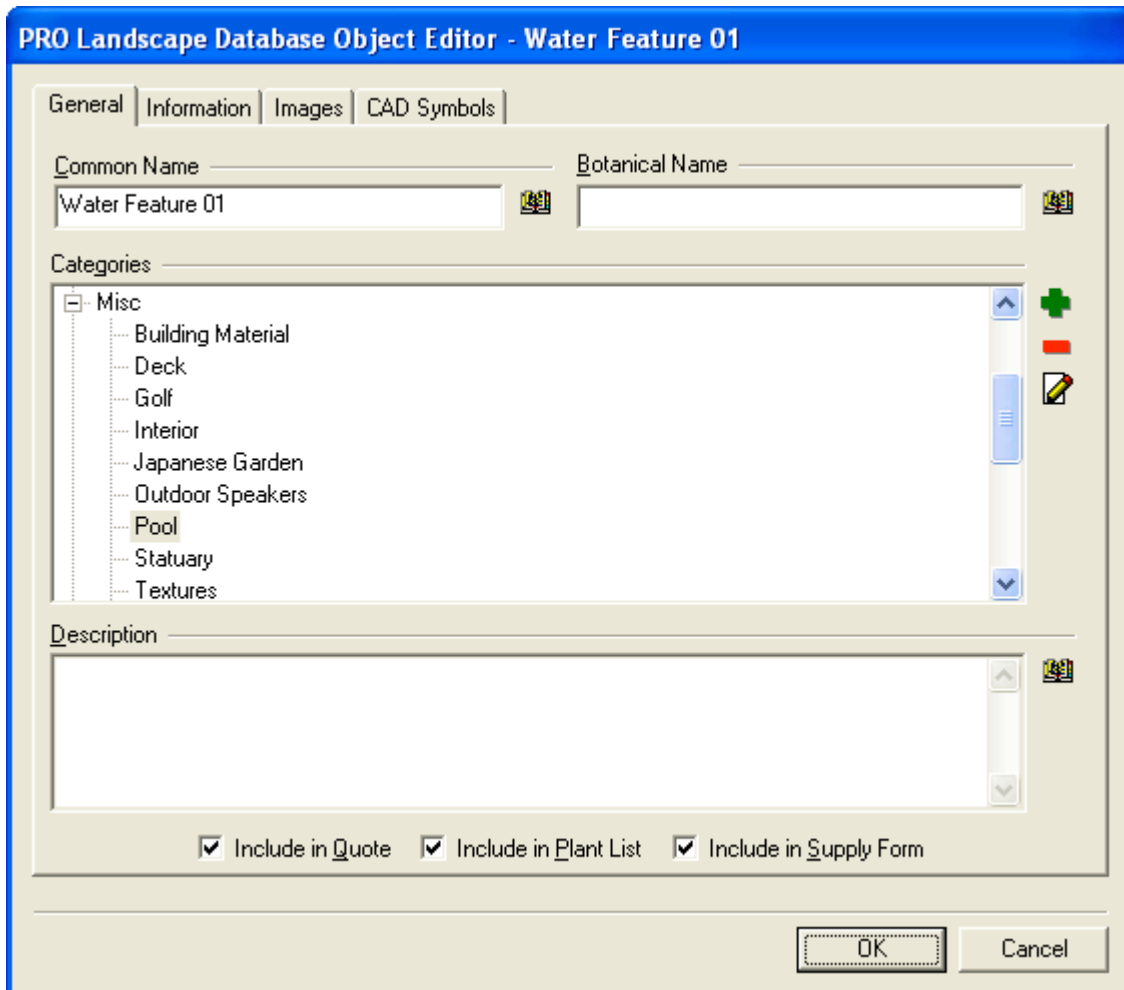 PRO Landscape Database Object Editor - Water Feature 01
General Information Images CAD Symbols
Common Name Botanical Name
Water Feature 01
Categories
Misc
Building Material
Deck
Golf
Interior
Japanese Garden
Outdoor Speakers
Pool
Statuary
Textures
Description
Include in Quote Include in Plant List Include in Supply Form
OK Cancel